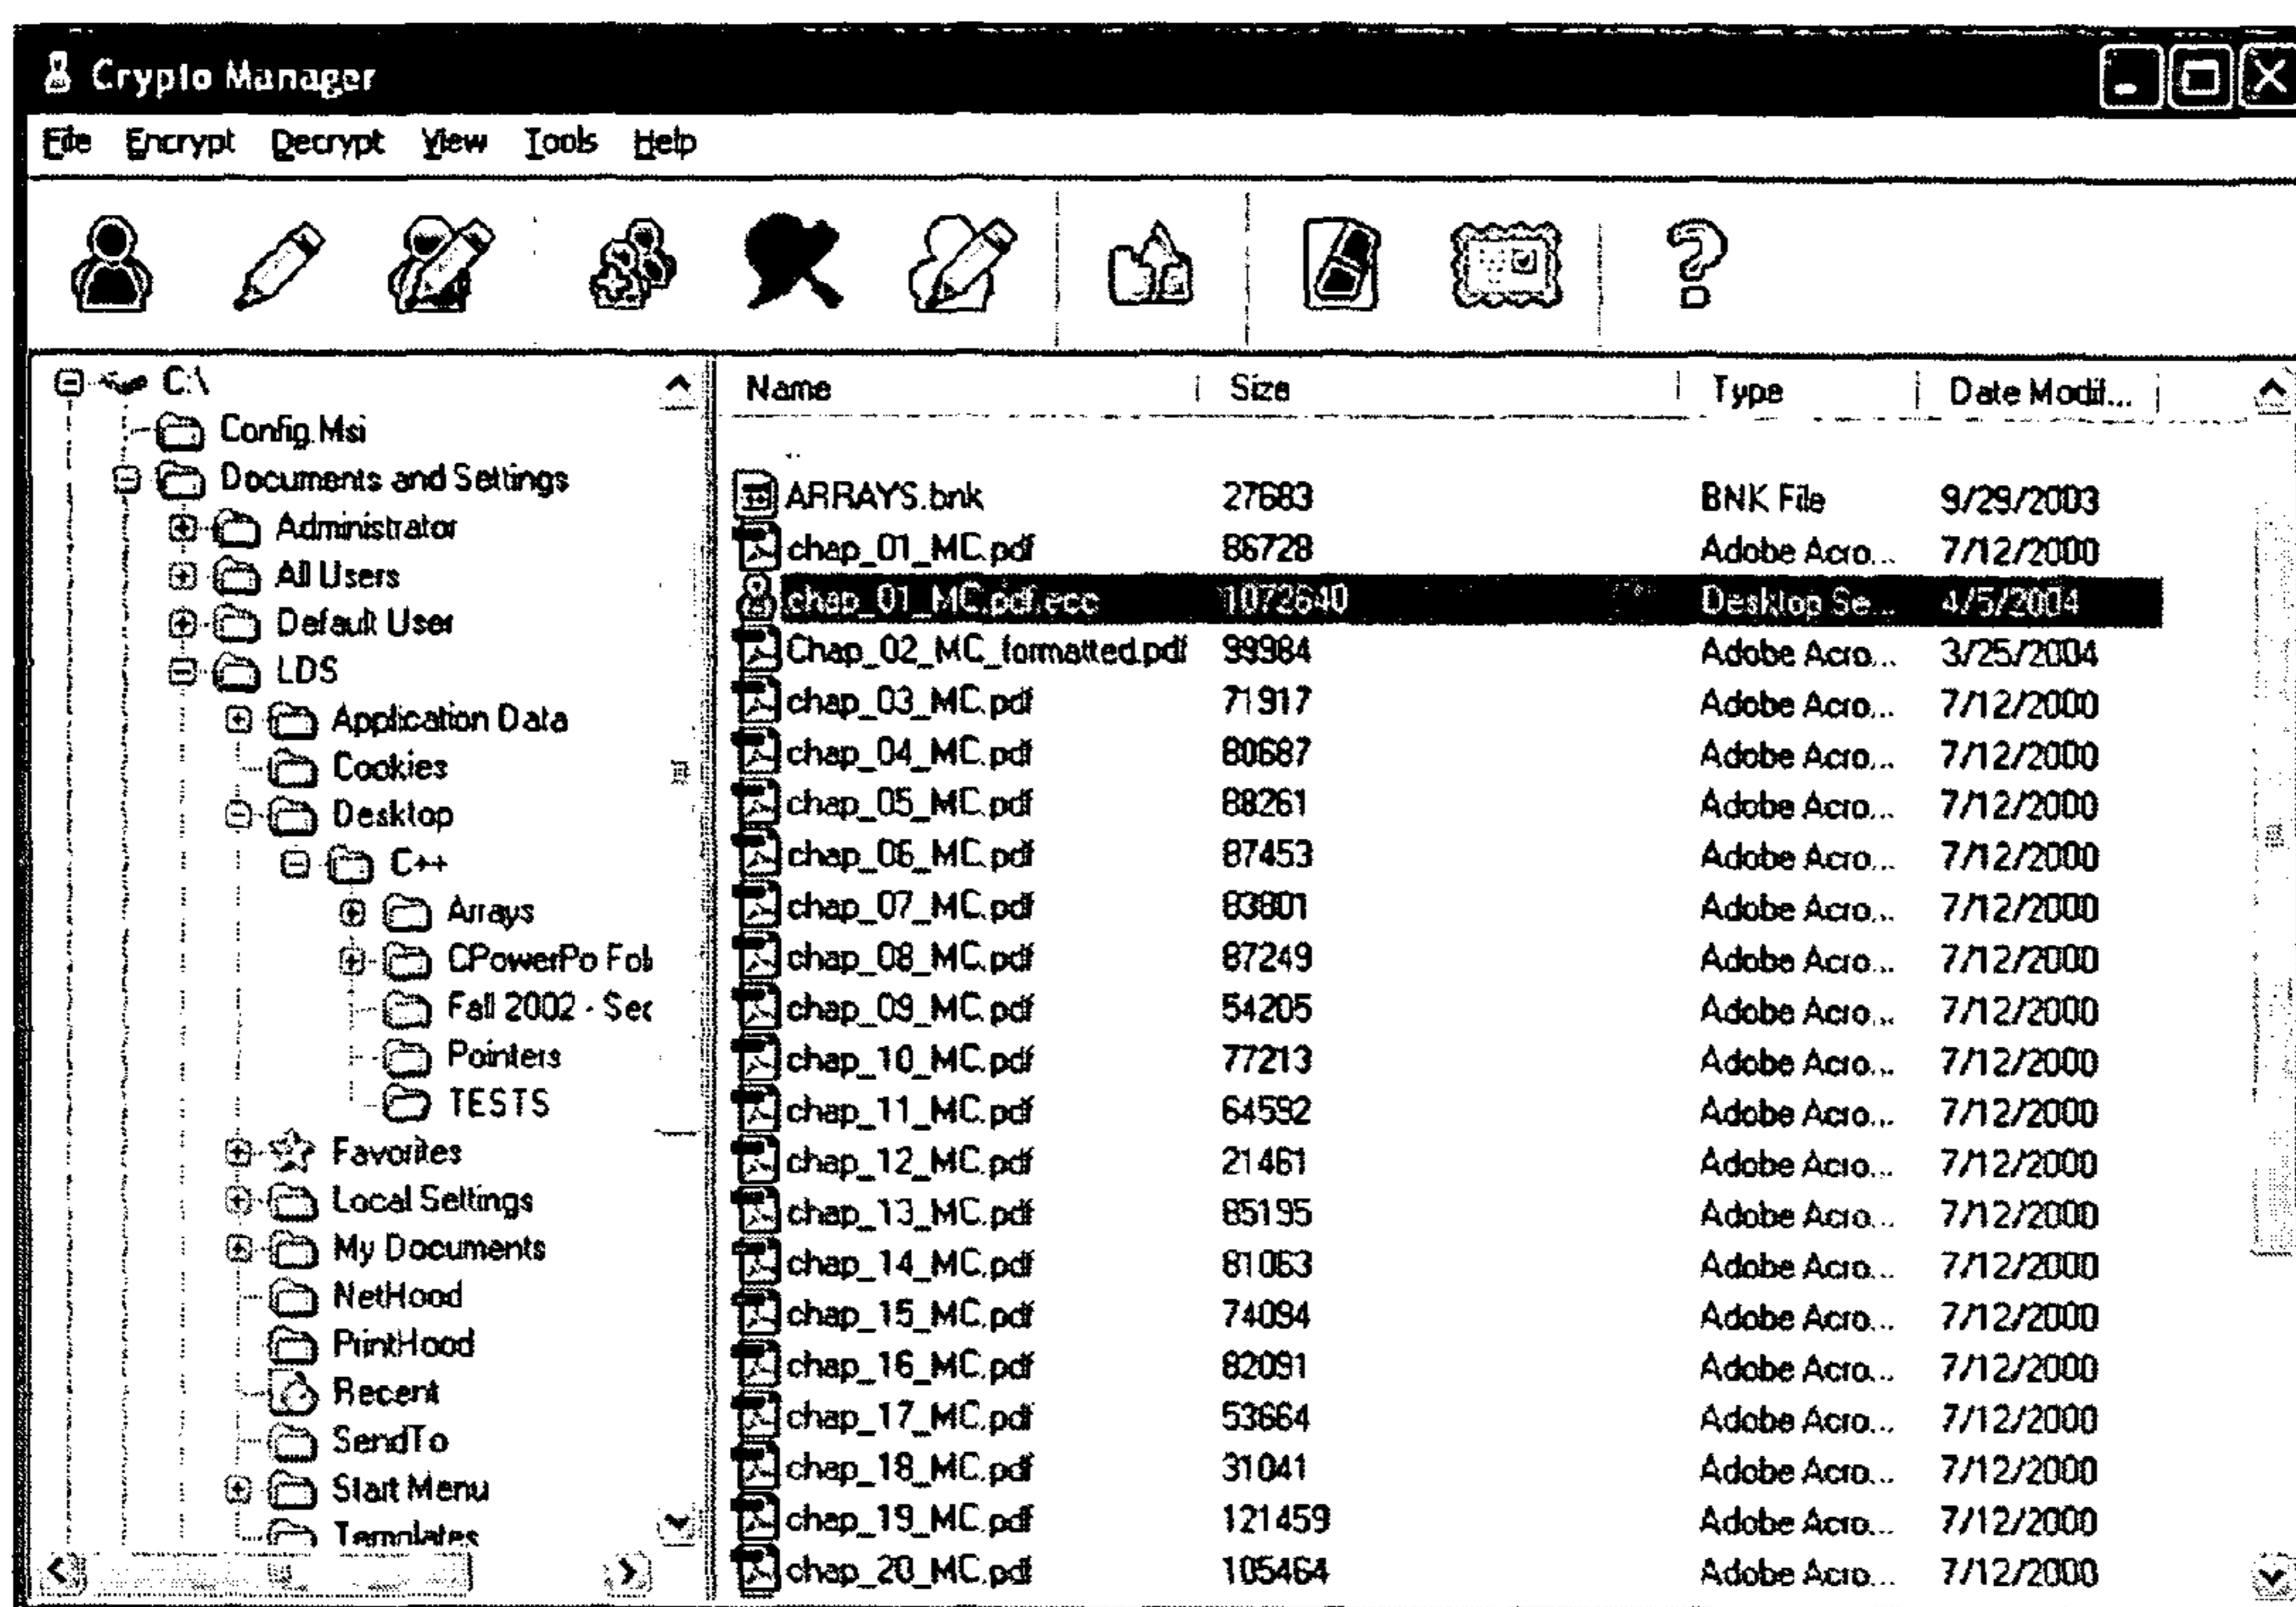 Crypto Manager
File Encrypt Decrypt View Tools Help
C:\
Config.Msi
Documents and Settings
Administrator
All Users
Default User
LDS
Application Data
Cookies
Desktop
C++
Arrays
CPowerPo Fol
Fall 2002 - Sec
Pointers
TESTS
Favorites
Local Settings
My Documents
NetHood
PrintHood
Recent
SendTo
Start Menu
Templates
Name Size Type Date Modif...
..
ARRAYS.bnk 27683 BNK File 9/29/2003
chap_01_MC.pdf 86728 Adobe Acro... 7/12/2000
chap_01_MC.pdf.ecc 1072640 Desktop Se... 4/5/2004
Chap_02_MC_formatted.pdf 99984 Adobe Acro... 3/25/2004
chap_03_MC.pdf 71917 Adobe Acro... 7/12/2000
chap_04_MC.pdf 80687 Adobe Acro... 7/12/2000
chap_05_MC.pdf 88261 Adobe Acro... 7/12/2000
chap_06_MC.pdf 87453 Adobe Acro... 7/12/2000
chap_07_MC.pdf 83801 Adobe Acro... 7/12/2000
chap_08_MC.pdf 87249 Adobe Acro... 7/12/2000
chap_09_MC.pdf 54205 Adobe Acro... 7/12/2000
chap_10_MC.pdf 77213 Adobe Acro... 7/12/2000
chap_11_MC.pdf 64592 Adobe Acro... 7/12/2000
chap_12_MC.pdf 21461 Adobe Acro... 7/12/2000
chap_13_MC.pdf 85195 Adobe Acro... 7/12/2000
chap_14_MC.pdf 81063 Adobe Acro... 7/12/2000
chap_15_MC.pdf 74094 Adobe Acro... 7/12/2000
chap_16_MC.pdf 82091 Adobe Acro... 7/12/2000
chap_17_MC.pdf 53664 Adobe Acro... 7/12/2000
chap_18_MC.pdf 31041 Adobe Acro... 7/12/2000
chap_19_MC.pdf 121459 Adobe Acro... 7/12/2000
chap_20_MC.pdf 105464 Adobe Acro... 7/12/2000